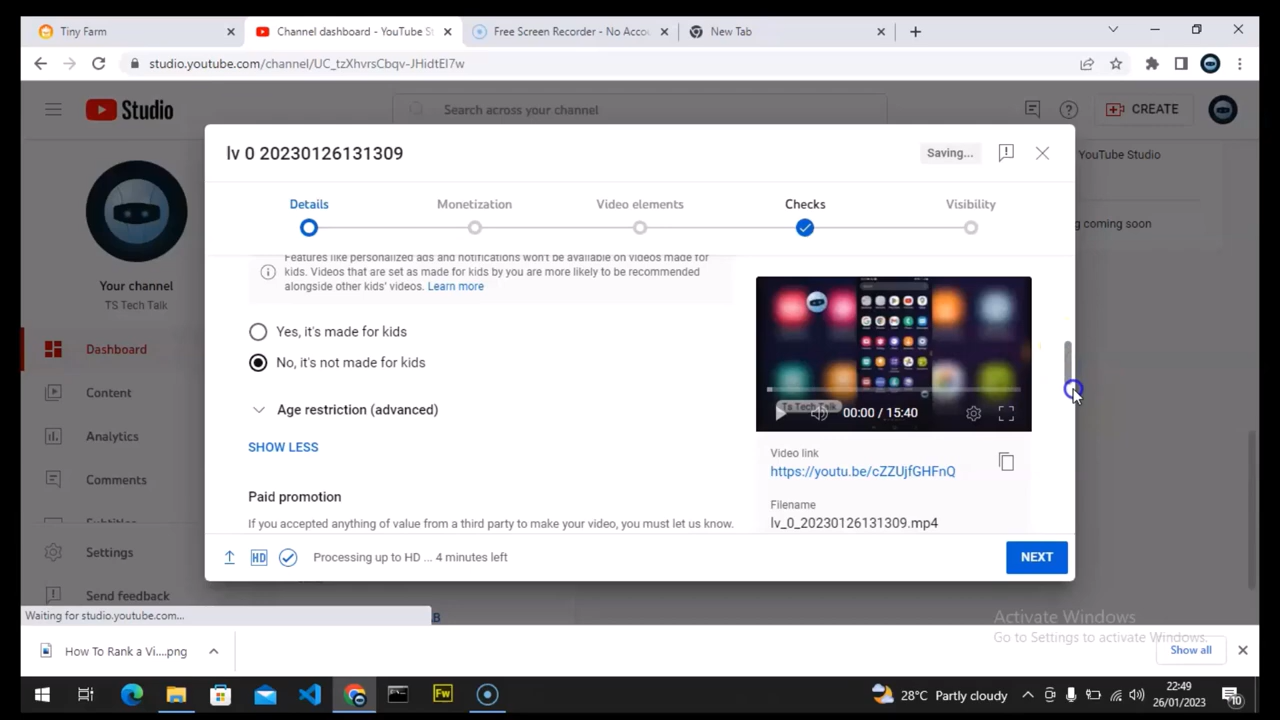 Tiny Farm
Channel dashboard - YouTube St
Free Screen Recorder - No Accou
New Tab
studio.youtube.com/channel/UC_tzXhvrsCbqv-JHidtEI7w
Studio
Search across your channel
CREATE
lv 0 20230126131309
Saving...
YouTube Studio
Details
Monetization
Video elements
Checks
Visibility
g coming soon
Features like personalized ads and notifications won't be available on videos made for
kids. Videos that are set as made for kids by you are more likely to be recommended
alongside other kids' videos. Learn more
Your channel
TS Tech Talk
Yes, it's made for kids
No, it's not made for kids
Age restriction (advanced)
SHOW LESS
TS Tech Talk
00:00 / 15:40
Video link
https://youtu.be/cZZUjfGHFnQ
Filename
lv_0_20230126131309.mp4
Paid promotion
If you accepted anything of value from a third party to make your video, you must let us know.
Dashboard
Content
Analytics
Comments
Subtitles
Settings
Send feedback
HD
Processing up to HD ... 4 minutes left
NEXT
Waiting for studio.youtube.com...
Activate Windows
Go to Settings to activate Windows.
How To Rank a Vi....png
Show all
Fw
28°C Partly cloudy
22:49
26/01/2023
10